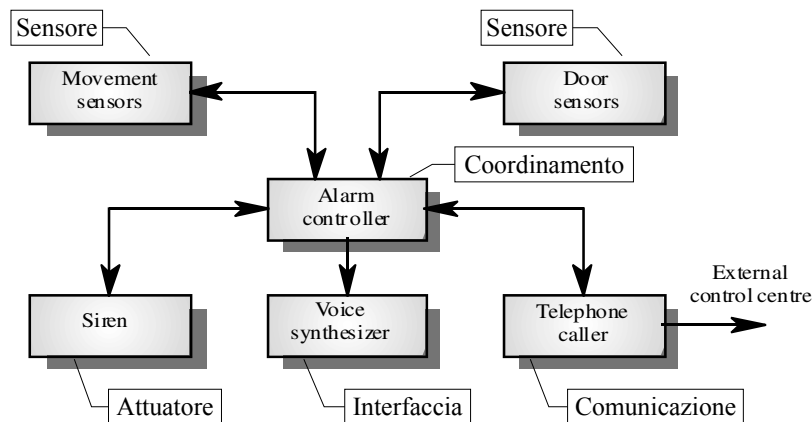 Sensore
Sensore
Movement
sensors
Door
sensors
Coordinamento
Alarm
controller
External
control centre
Siren
Voice
synthesizer
Telephone
caller
Attuatore
Interfaccia
Comunicazione